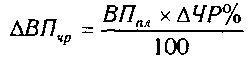 ΔВП_чр = (ВП_пл × ΔЧР%) / 100